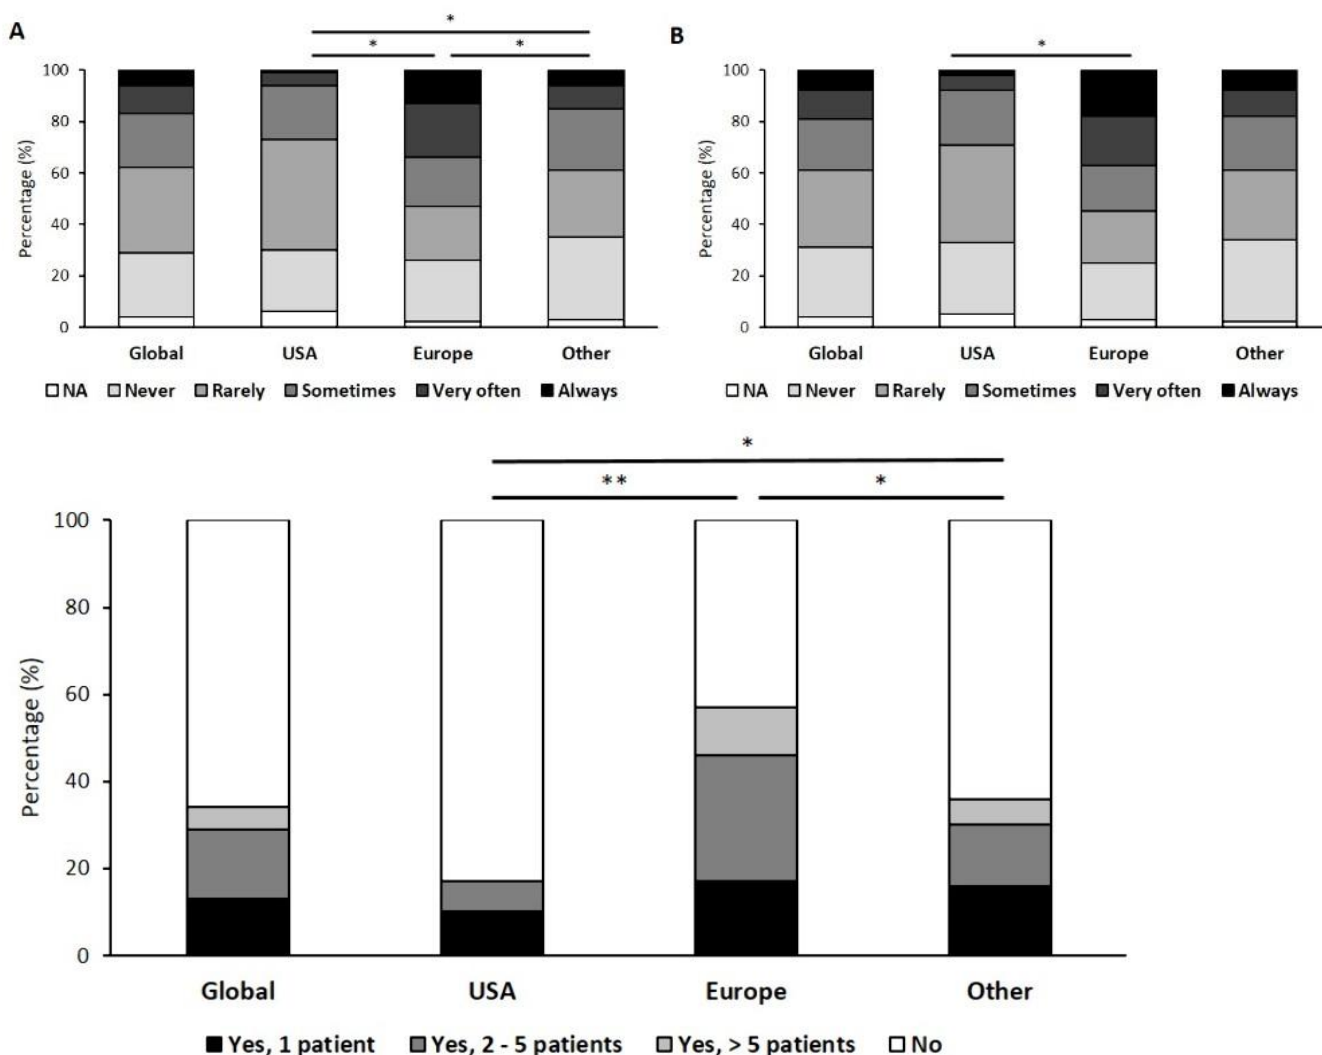 A
*
*
*
100
80
60
40
20
0
Percentage (%)
Global USA Europe Other
NA Never Rarely Sometimes Very often Always
B
*
100
80
60
40
20
0
Percentage (%)
Global USA Europe Other
NA Never Rarely Sometimes Very often Always
*
**
*
100
80
60
40
20
0
Percentage (%)
Global USA Europe Other
Yes, 1 patient Yes, 2 - 5 patients Yes, > 5 patients No